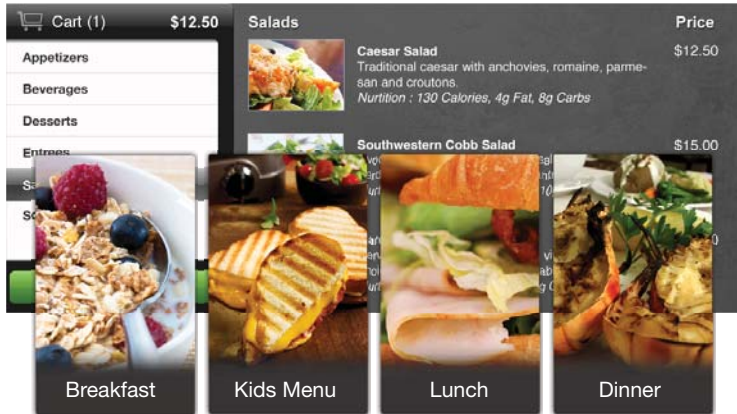 Cart (1) $12.50
Salads Price
Appetizers
Beverages
Desserts
Entrees
Caesar Salad $12.50
Traditional caesar with anchovies, romaine, parme-
san and croutons.
Nurtition : 130 Calories, 4g Fat, 8g Carbs
Southwestern Cobb Salad $15.00
Breakfast
Kids Menu
Lunch
Dinner